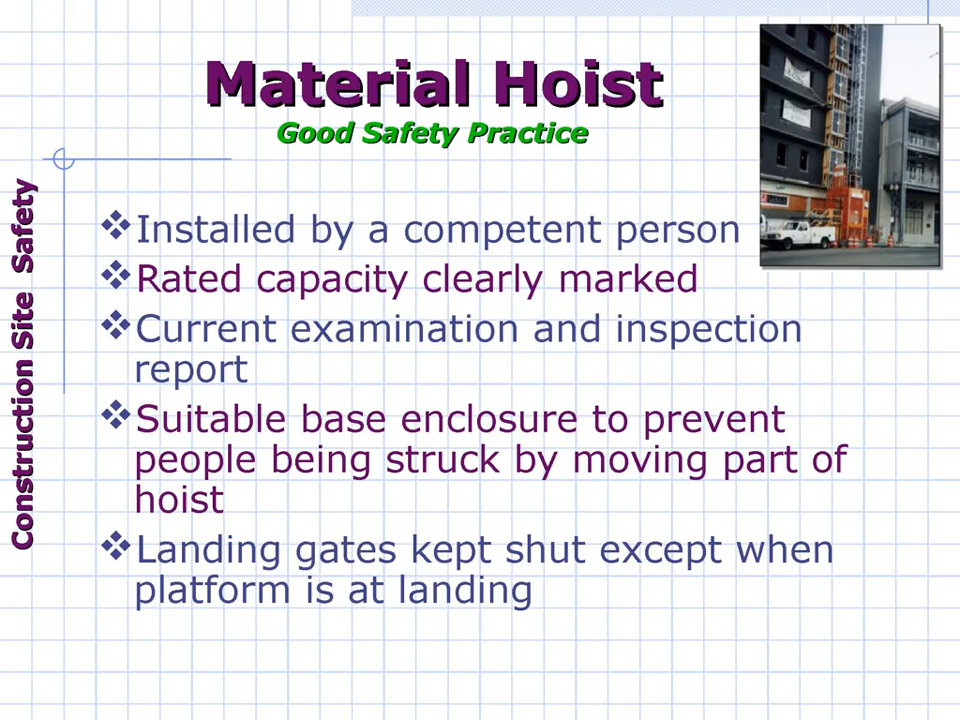 Material Hoist
Good Safety Practice
Construction Site Safety
❖Installed by a competent person
❖Rated capacity clearly marked
❖Current examination and inspection
report
❖Suitable base enclosure to prevent
people being struck by moving part of
hoist
❖Landing gates kept shut except when
platform is at landing